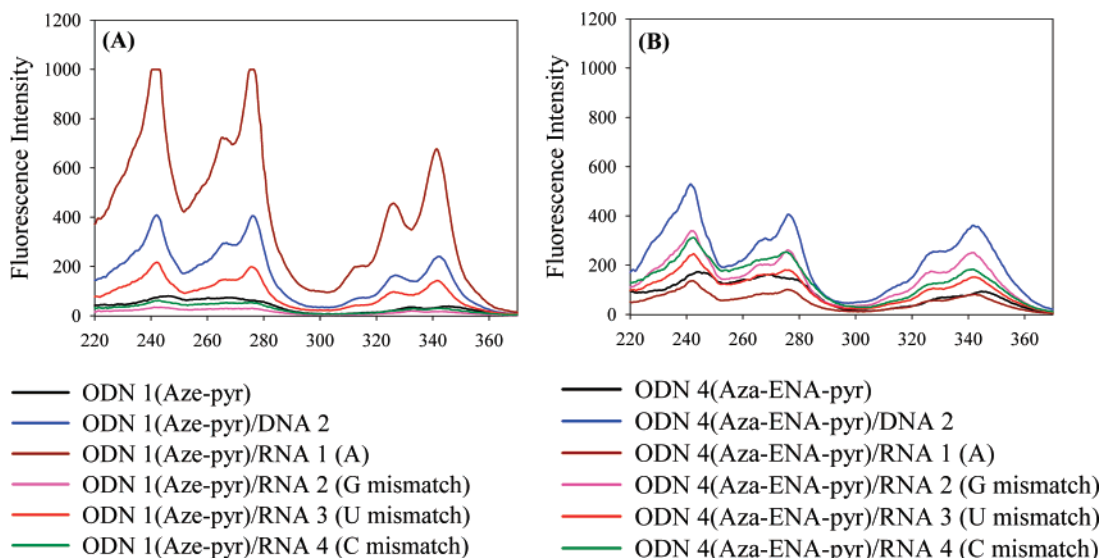 (A)
Fluorescence Intensity
1200
1000
800
600
400
200
0
220 240 260 280 300 320 340 360
ODN 1(Aze-pyr)
ODN 1(Aze-pyr)/DNA 2
ODN 1(Aze-pyr)/RNA 1 (A)
ODN 1(Aze-pyr)/RNA 2 (G mismatch)
ODN 1(Aze-pyr)/RNA 3 (U mismatch)
ODN 1(Aze-pyr)/RNA 4 (C mismatch)
(B)
Fluorescence Intensity
1200
1000
800
600
400
200
0
220 240 260 280 300 320 340 360
ODN 4(Aza-ENA-pyr)
ODN 4(Aza-ENA-pyr)/DNA 2
ODN 4(Aza-ENA-pyr)/RNA 1 (A)
ODN 4(Aza-ENA-pyr)/RNA 2 (G mismatch)
ODN 4(Aza-ENA-pyr)/RNA 3 (U mismatch)
ODN 4(Aza-ENA-pyr)/RNA 4 (C mismatch)